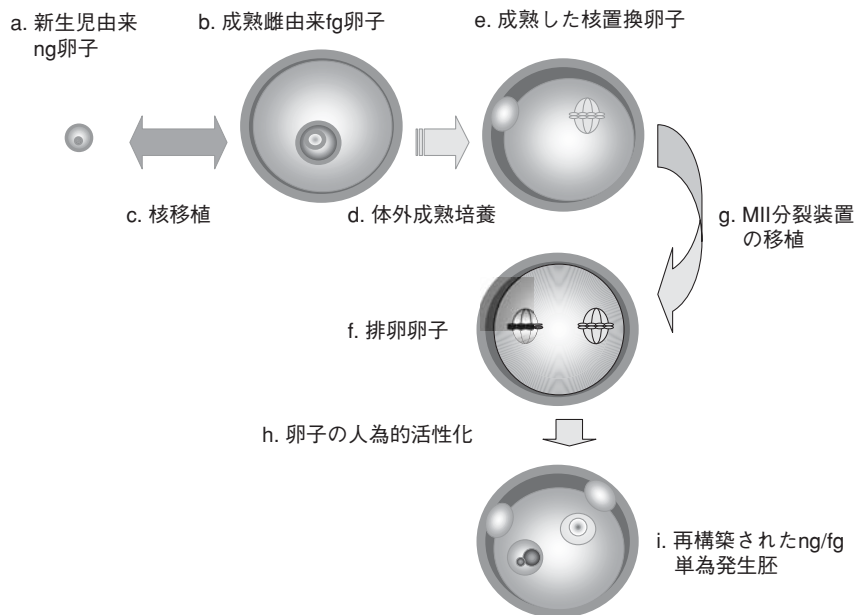 a. 新生児由来
ng卵子
b. 成熟雌由来fg卵子
e. 成熟した核置換卵子
c. 核移植
d. 体外成熟培養
g. MII分裂装置
の移植
f. 排卵卵子
h. 卵子の人為的活性化
i. 再構築されたng/fg
単為発生胚